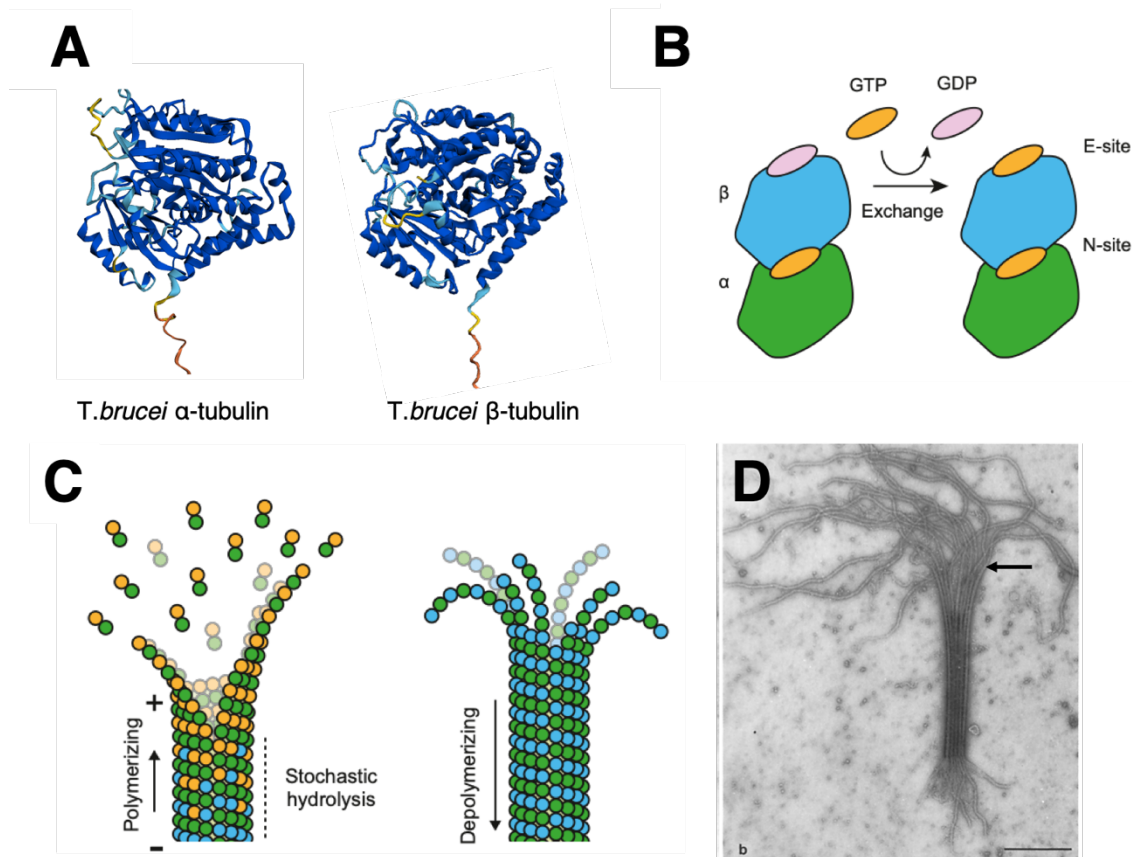 A
B
GTP
GDP
E-site
β
Exchange
N-site
α
T.brucei α-tubulin
T.brucei β-tubulin
C
D
+
Polymerizing
Stochastic
hydrolysis
-
Depolymerizing
b